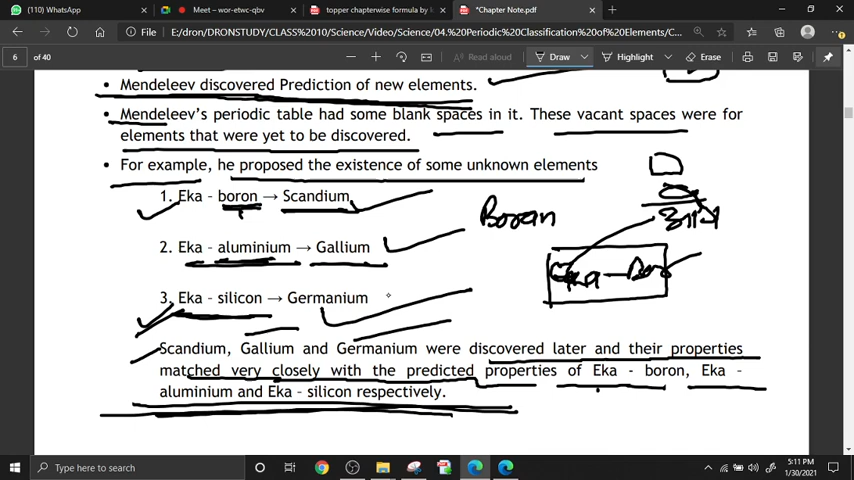 (110) WhatsApp
Meet – wor-etwc-qbv
topper chapterwise formula by k
*Chapter Note.pdf
File | E:/dron/DRONSTUDY/CLASS%2010/Science/Video/Science/04.%20Periodic%20Classification%20of%20Elements/C
6 of 40
Read aloud
Draw
Highlight
Erase
• Mendeleev discovered Prediction of new elements.
• Mendeleev's periodic table had some blank spaces in it. These vacant spaces were for
elements that were yet to be discovered.
• For example, he proposed the existence of some unknown elements
1. Eka - boron → Scandium
Boran
2. Eka - aluminium → Gallium
Eka - Boro
3. Eka - silicon → Germanium
Scandium, Gallium and Germanium were discovered later and their properties
matched very closely with the predicted properties of Eka - boron, Eka -
aluminium and Eka - silicon respectively.
Type here to search
5:11 PM
1/30/2021